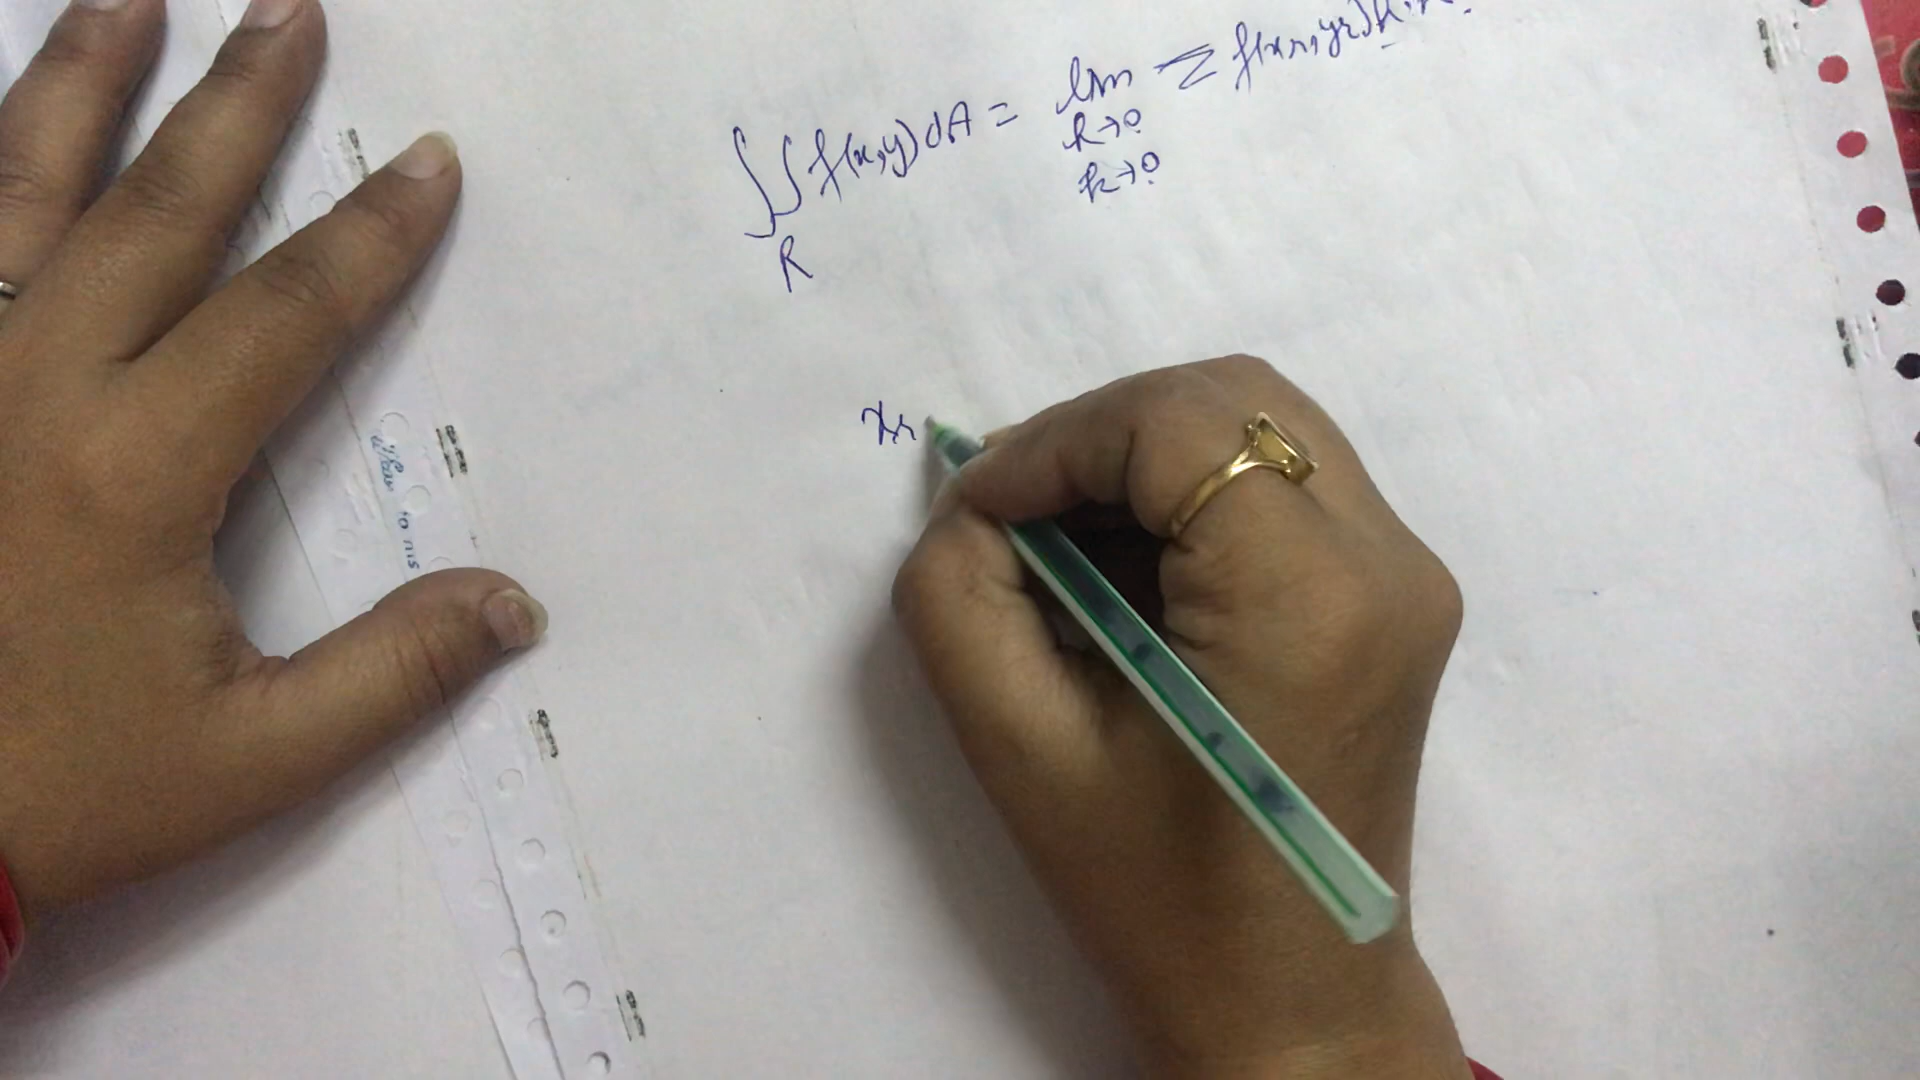 ∬ f(x,y) dA = lim Σ f(xr, yr) h.k.
R h→0
k→0
xr